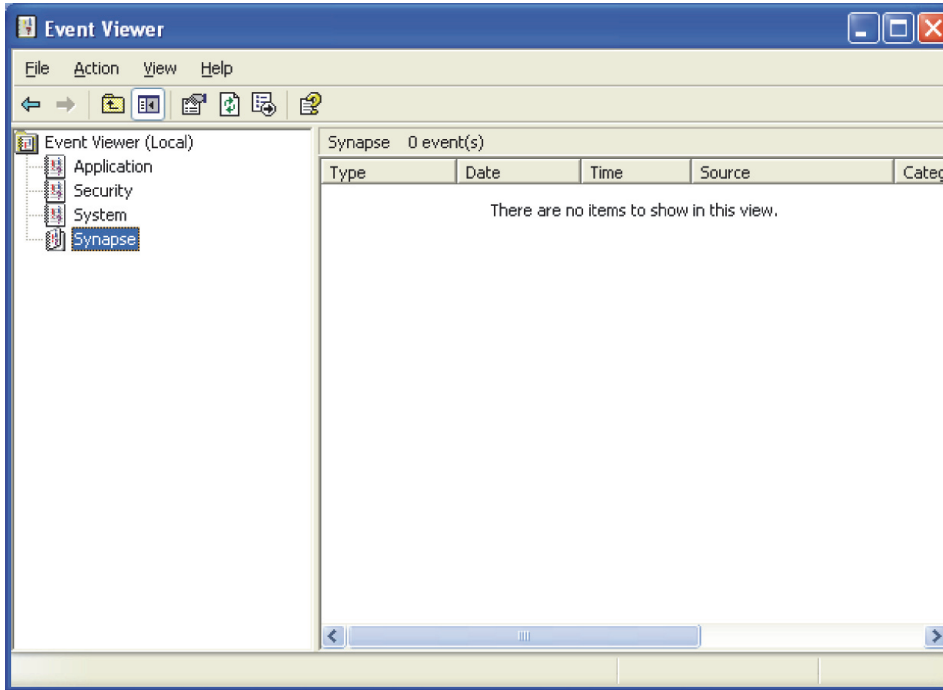 Event Viewer
File Action View Help
Event Viewer (Local)
Application
Security
System
Synapse
Synapse 0 event(s)
Type Date Time Source Categ
There are no items to show in this view.